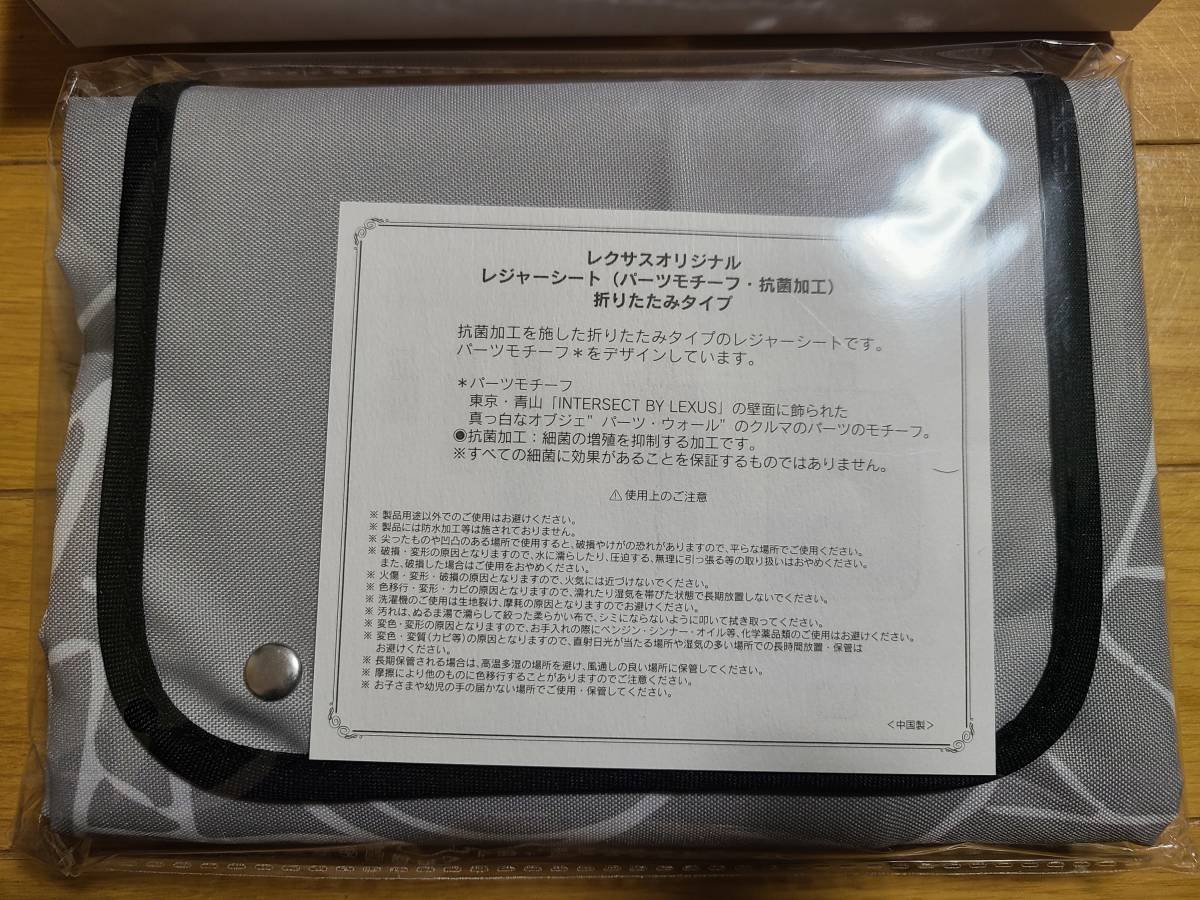 レクサスオリジナル
レジャーシート（パーツモチーフ・抗菌加工）
折りたたみタイプ
抗菌加工を施した折りたたみタイプのレジャーシートです。
パーツモチーフ＊をデザインしています。
＊パーツモチーフ
東京・青山「INTERSECT BY LEXUS」の壁面に飾られた
真っ白なオブジェ"パーツ・ウォール"のクルマのパーツのモチーフ。
◉抗菌加工：細菌の増殖を抑制する加工です。
※すべての細菌に効果があることを保証するものではありません。
⚠使用上のご注意
※ 製品用途以外でのご使用はお避けください。
※ 製品には防水加工等は施されておりません。
※ 尖ったものや凹凸のある場所で使用すると、破損やけがの恐れがありますので、平らな場所でご使用ください。
※ 破損・変形の原因となりますので、水に濡らしたり、圧迫する、無理に引っ張る等の取り扱いはおやめください。
また、破損した場合はご使用をおやめください。
※ 火傷・変形・破損の原因となりますので、火気には近づけないでください。
※ 色移行・変形・カビの原因となりますので、濡れたり湿気を帯びた状態で長期放置しないでください。
※ 洗濯機のご使用は生地裂け、摩耗の原因となりますのでお避けください。
※ 汚れは、ぬるま湯で濡らして絞った柔らかい布で、シミにならないように叩いて拭き取ってください。
※ 変色・変形の原因となりますので、お手入れの際にベンジン・シンナー・オイル等、化学薬品類のご使用はお避けください。
※ 変色・変質（カビ等）の原因となりますので、直射日光が当たる場所や湿気の多い場所での長時間放置・保管は
お避けください。
※ 長期保管される場合は、高温多湿の場所を避け、風通しの良い場所に保管してください。
※ 摩擦により他のものに色移行することがありますのでご注意ください。
※ お子さまや幼児の手の届かない場所でご使用・保管してください。
＜中国製＞